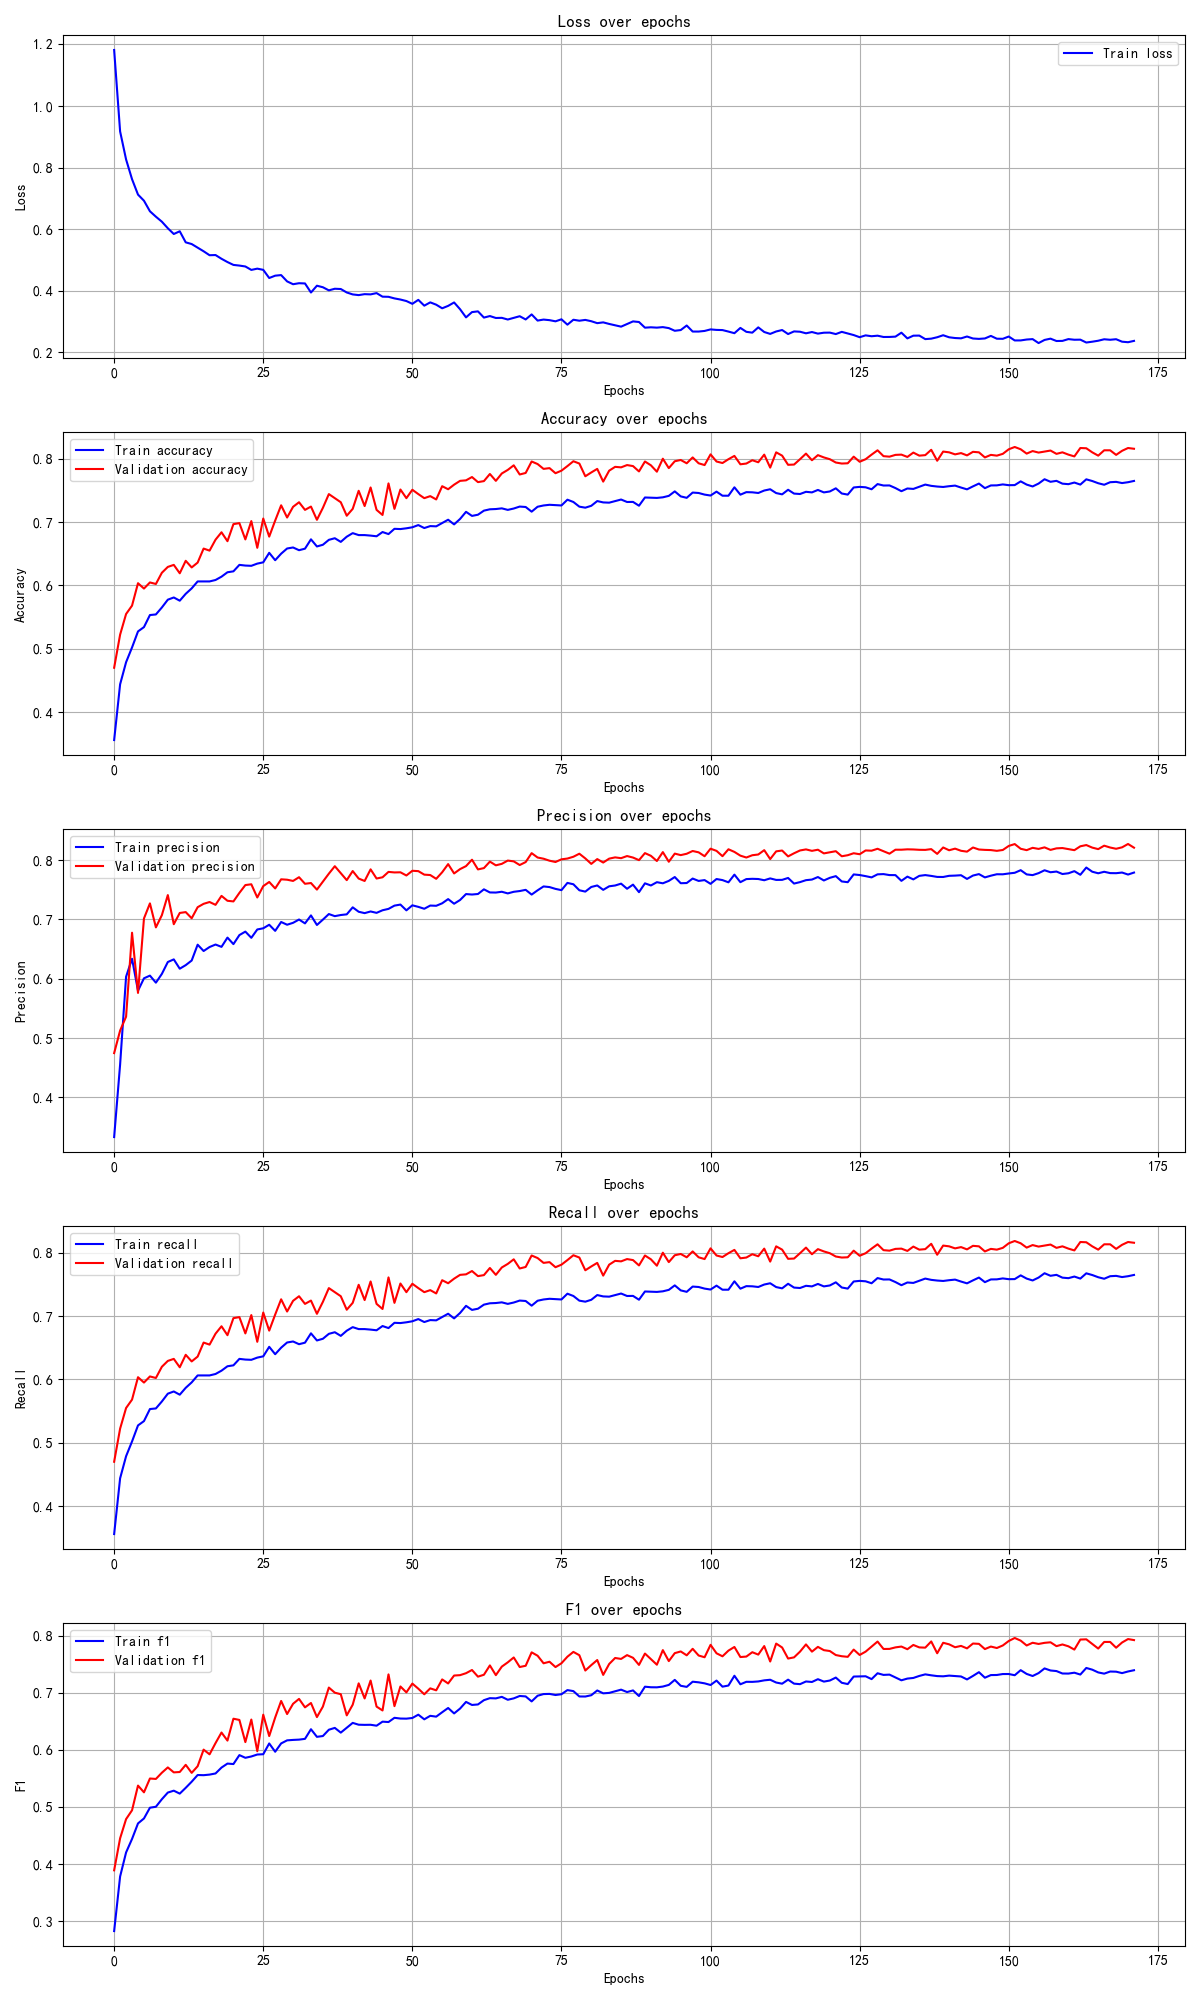 Loss over epochs
1.2
1.0
0.8
0.6
0.4
0.2
Loss
Train loss
0 25 50 75 100 125 150 175
Epochs
Accuracy over epochs
0.8
0.7
0.6
0.5
0.4
Accuracy
Train accuracy
Validation accuracy
0 25 50 75 100 125 150 175
Epochs
Precision over epochs
0.8
0.7
0.6
0.5
0.4
Precision
Train precision
Validation precision
0 25 50 75 100 125 150 175
Epochs
Recall over epochs
0.8
0.7
0.6
0.5
0.4
Recall
Train recall
Validation recall
0 25 50 75 100 125 150 175
Epochs
F1 over epochs
0.8
0.7
0.6
0.5
0.4
0.3
F1
Train f1
Validation f1
0 25 50 75 100 125 150 175
Epochs